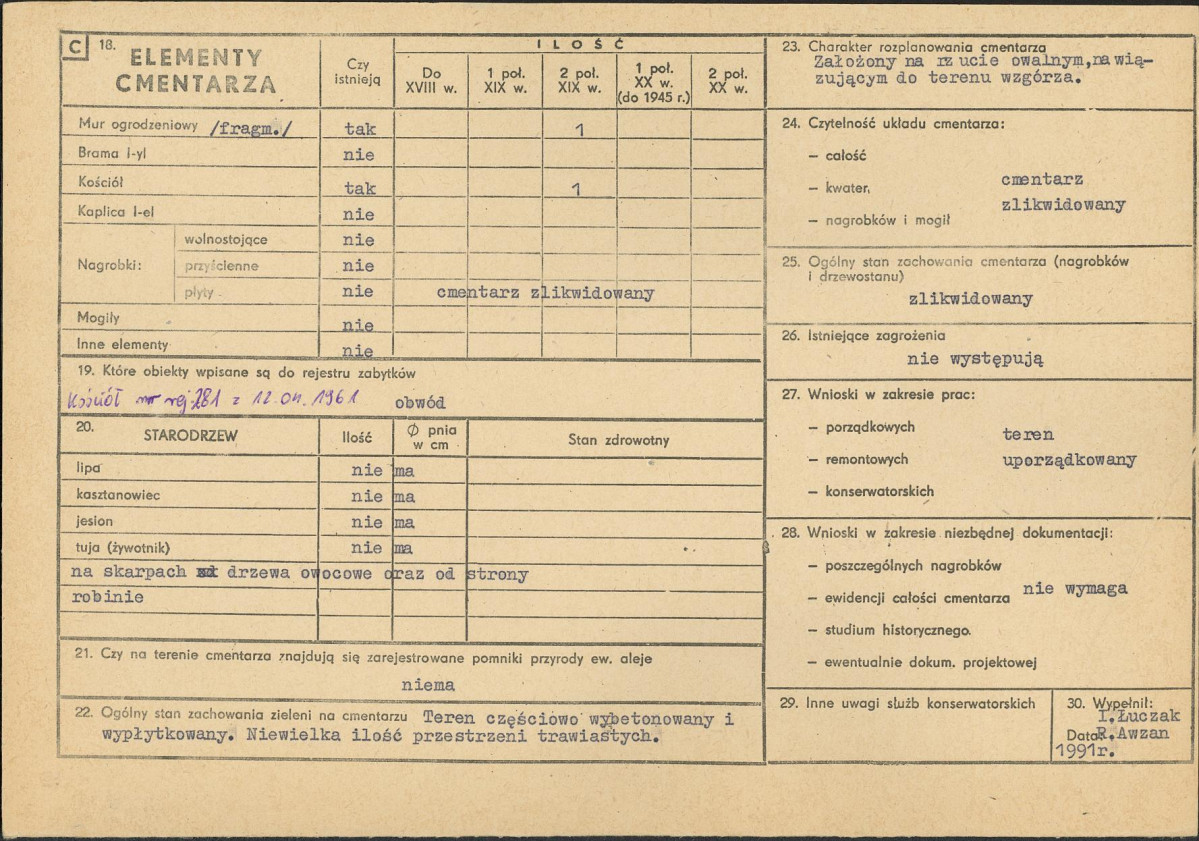 C 18. ELEMENTY CMENTARZA
Czy istnieją
ILOŚĆ
Do XVIII w.
1 poł. XIX w.
2 poł. XIX w.
1 poł. XX w. (do 1945 r.)
2 poł. XX w.
Mur ogrodzeniowy /fragm./ tak 1
Brama I-yl nie
Kościół tak 1
Kaplica I-el nie
Nagrobki:
wolnostojące nie
przyścienne nie
płyty nie cmentarz zlikwidowany
Mogiły nie
Inne elementy nie
19. Które obiekty wpisane są do rejestru zabytków
Kościół nr rej. 281 z 12.04.1961 obwód
20. STARODRZEW Ilość Ø pnia w cm Stan zdrowotny
lipa nie ma
kasztanowiec nie ma
jesion nie ma
tuja (żywotnik) nie ma
na skarpach drzewa owocowe oraz od strony
robinie
21. Czy na terenie cmentarza znajdują się zarejestrowane pomniki przyrody ew. aleje
niema
22. Ogólny stan zachowania zieleni na cmentarzu Teren częściowo wybetonowany i
wypłytkowany. Niewielka ilość przestrzeni trawiastych.
23. Charakter rozplanowania cmentarza
Założony na rzucie owalnym,nawią-
zującym do terenu wzgórza.
24. Czytelność układu cmentarza:
– całość
– kwater, cmentarz
zlikwidowany
– nagrobków i mogił
25. Ogólny stan zachowania cmentarza (nagrobków
i drzewostanu)
zlikwidowany
26. Istniejące zagrożenia
nie występują
27. Wnioski w zakresie prac:
– porządkowych teren
– remontowych uporządkowany
– konserwatorskich
28. Wnioski w zakresie niezbędnej dokumentacji:
– poszczególnych nagrobków
– ewidencji całości cmentarza nie wymaga
– studium historycznego.
– ewentualnie dokum. projektowej
29. Inne uwagi służb konserwatorskich
30. Wypełnił:
I.Łuczak
Data: R.Awzan
1991r.